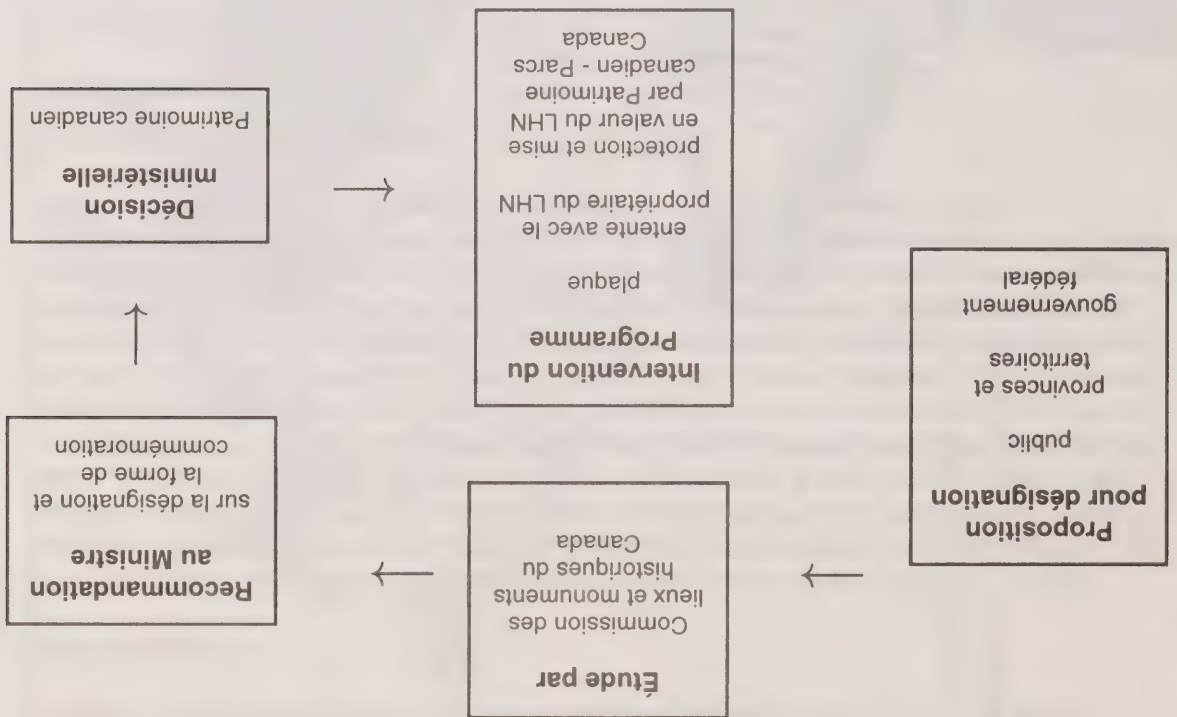 Proposition
pour désignation
public
provinces et
territoires
gouvernement
fédéral
Étude par
Commission des
lieux et monuments
historiques du
Canada
Recommandation
au Ministre
sur la désignation et
la forme de
commémoration
Décision
ministérielle
Patrimoine canadien
Intervention du
Programme
plaque
entente avec le
propriétaire du LHN
protection et mise
en valeur du LHN
par Patrimoine
canadien - Parcs
Canada